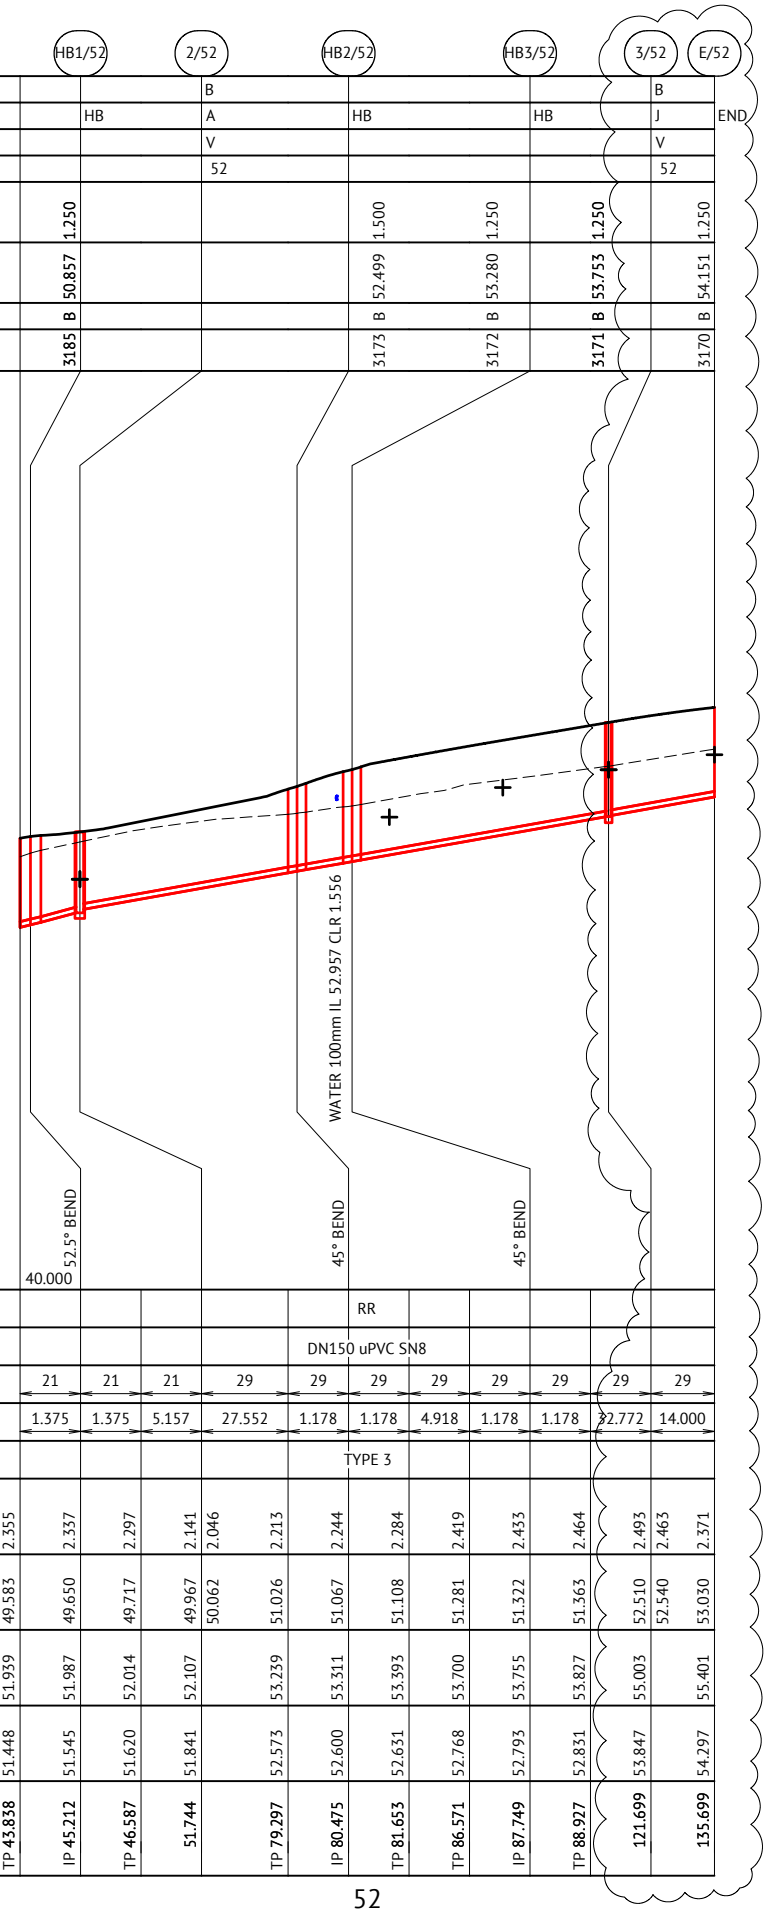 HB1/52 2/52 HB2/52 HB3/52 3/52 E/52
B B
HB A HB HB J END
V V
52 52
1.250 1.500 1.250 1.250 1.250
50.857 52.499 53.280 53.753 54.151
B B B B B
3185 3173 3172 3171 3170
WATER 100mm IL 52.957 CLR 1.556
52.5° BEND 45° BEND 45° BEND
40.000
RR
DN150 uPVC SN8
21 21 21 29 29 29 29 29 29 29 29
1.375 1.375 5.157 27.552 1.178 1.178 4.918 1.178 1.178 32.772 14.000
TYPE 3
2.355 2.337 2.297 2.141 2.046 2.213 2.244 2.284 2.419 2.433 2.464 2.493 2.463 2.371
49.583 49.650 49.717 49.967 50.062 51.026 51.067 51.108 51.281 51.322 51.363 52.510 52.540 53.030
51.939 51.987 52.014 52.107 53.239 53.311 53.393 53.700 53.755 53.827 55.003 55.401
51.448 51.545 51.620 51.841 52.573 52.600 52.631 52.768 52.793 52.831 53.847 54.297
TP 43.838 IP 45.212 TP 46.587 51.744 TP 79.297 IP 80.475 TP 81.653 TP 86.571 IP 87.749 TP 88.927 121.699 135.699
52